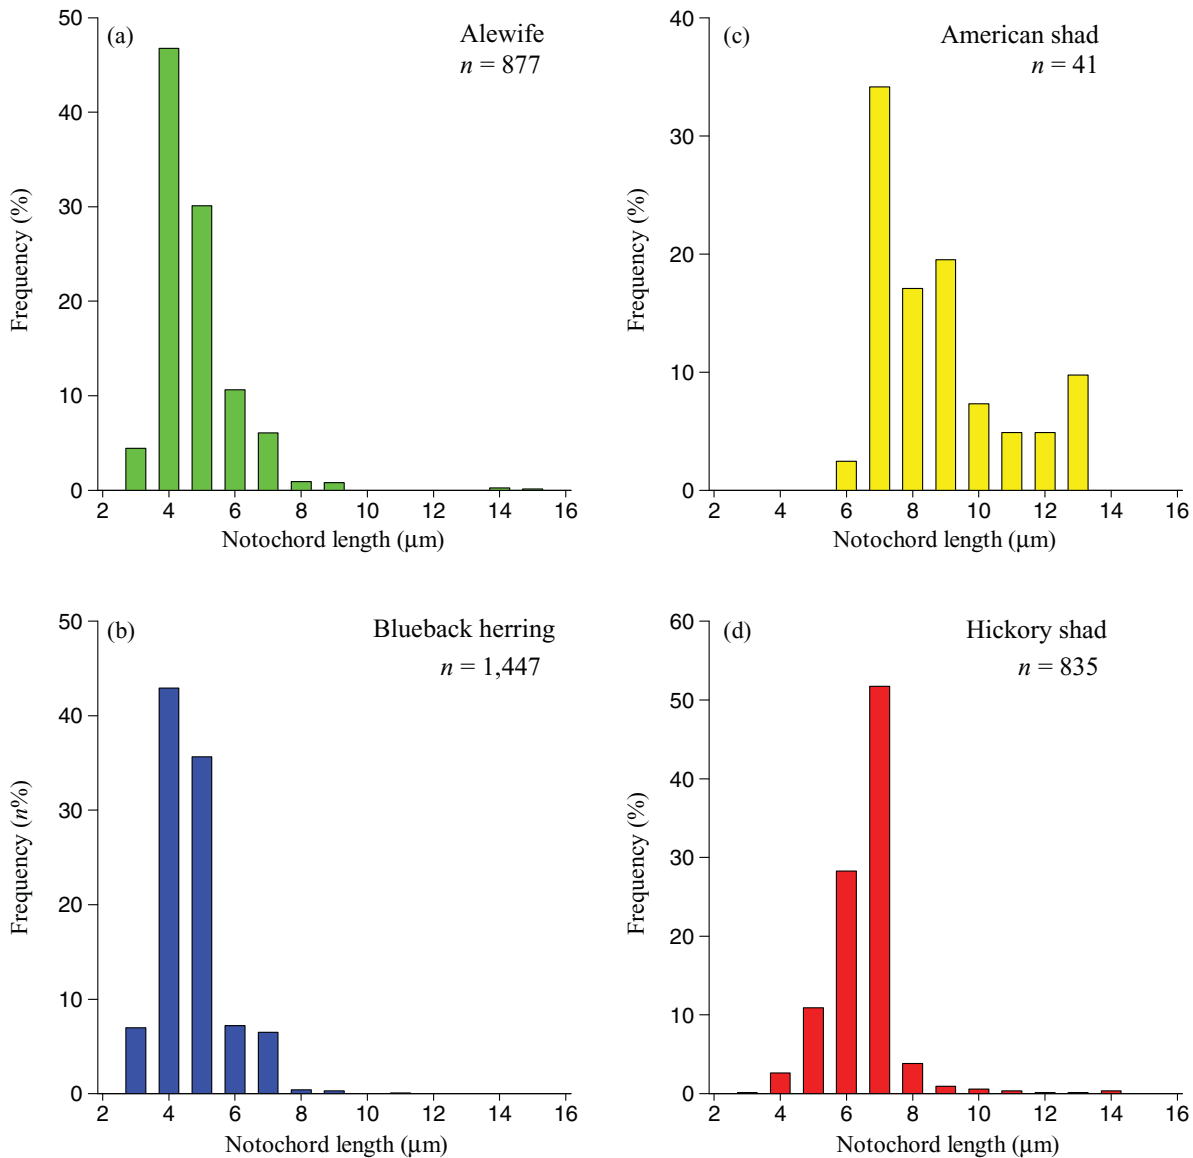 (a)
Alewife
n = 877
50
40
30
20
10
0
Frequency (%)
2 4 6 8 10 12 14 16
Notochord length (μm)
(c)
American shad
n = 41
40
30
20
10
0
Frequency (%)
2 4 6 8 10 12 14 16
Notochord length (μm)
(b)
Blueback herring
n = 1,447
50
40
30
20
10
0
Frequency (n%)
2 4 6 8 10 12 14 16
Notochord length (μm)
(d)
Hickory shad
n = 835
60
50
40
30
20
10
0
Frequency (%)
2 4 6 8 10 12 14 16
Notochord length (μm)